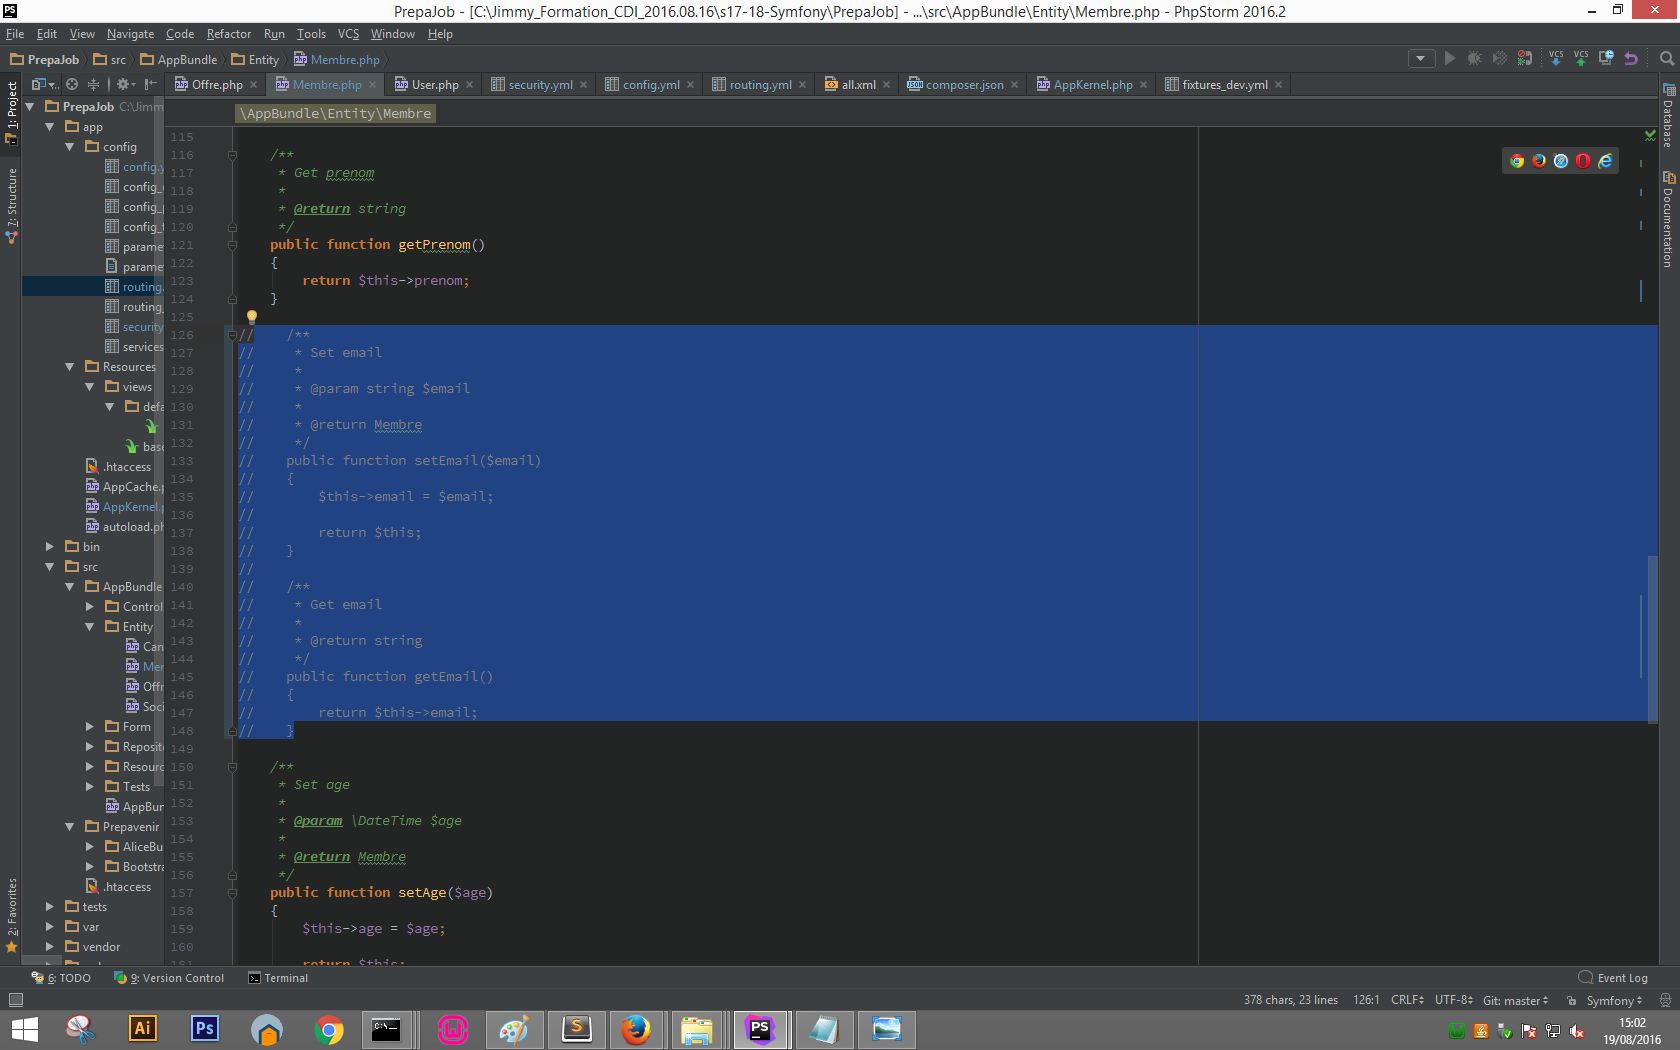 PrepaJob - [C:\Jimmy_Formation_CDI_2016.08.16\s17-18-Symfony\PrepaJob] - ...\src\AppBundle\Entity\Membre.php - PhpStorm 2016.2
File Edit View Navigate Code Refactor Run Tools VCS Window Help
PrepaJob src AppBundle Entity Membre.php
Offre.php Membre.php User.php security.yml config.yml routing.yml all.xml composer.json AppKernel.php fixtures_dev.yml
\AppBundle\Entity\Membre
1: Project
7: Structure
2: Favorites
PrepaJob C:\Jimm
app
config
config.y
config_
config_p
config_t
parame
parame
routing.
routing_
security
services
Resources
views
defa
base
.htaccess
AppCache.p
AppKernel.p
autoload.ph
bin
src
AppBundle
Control
Entity
Can
Mer
Offr
Soci
Form
Reposit
Resourc
Tests
AppBur
Prepavenir
AliceBu
Bootstra
.htaccess
tests
var
vendor
115
116 /**
117 * Get prenom
118 *
119 * @return string
120 */
121 public function getPrenom()
122 {
123 return $this->prenom;
124 }
125
126 // /**
127 // * Set email
128 // *
129 // * @param string $email
130 // *
131 // * @return Membre
132 // */
133 // public function setEmail($email)
134 // {
135 // $this->email = $email;
136 //
137 // return $this;
138 // }
139 //
140 // /**
141 // * Get email
142 // *
143 // * @return string
144 // */
145 // public function getEmail()
146 // {
147 // return $this->email;
148 // }
149
150 /**
151 * Set age
152 *
153 * @param \DateTime $age
154 *
155 * @return Membre
156 */
157 public function setAge($age)
158 {
159 $this->age = $age;
160
161 return $this;
Database
Documentation
6: TODO 9: Version Control Terminal Event Log
378 chars, 23 lines 126:1 CRLF UTF-8 Git: master Symfony
15:02
19/08/2016